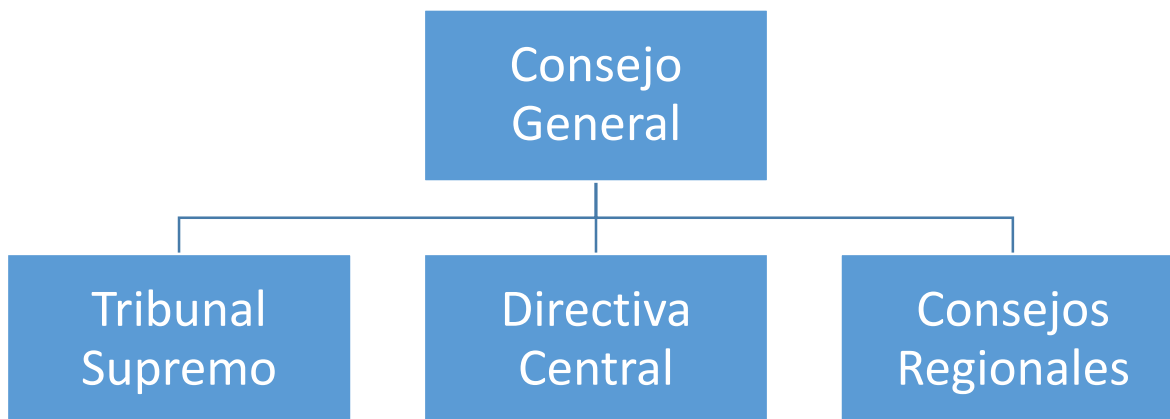 Consejo
General
Tribunal
Supremo
Directiva
Central
Consejos
Regionales